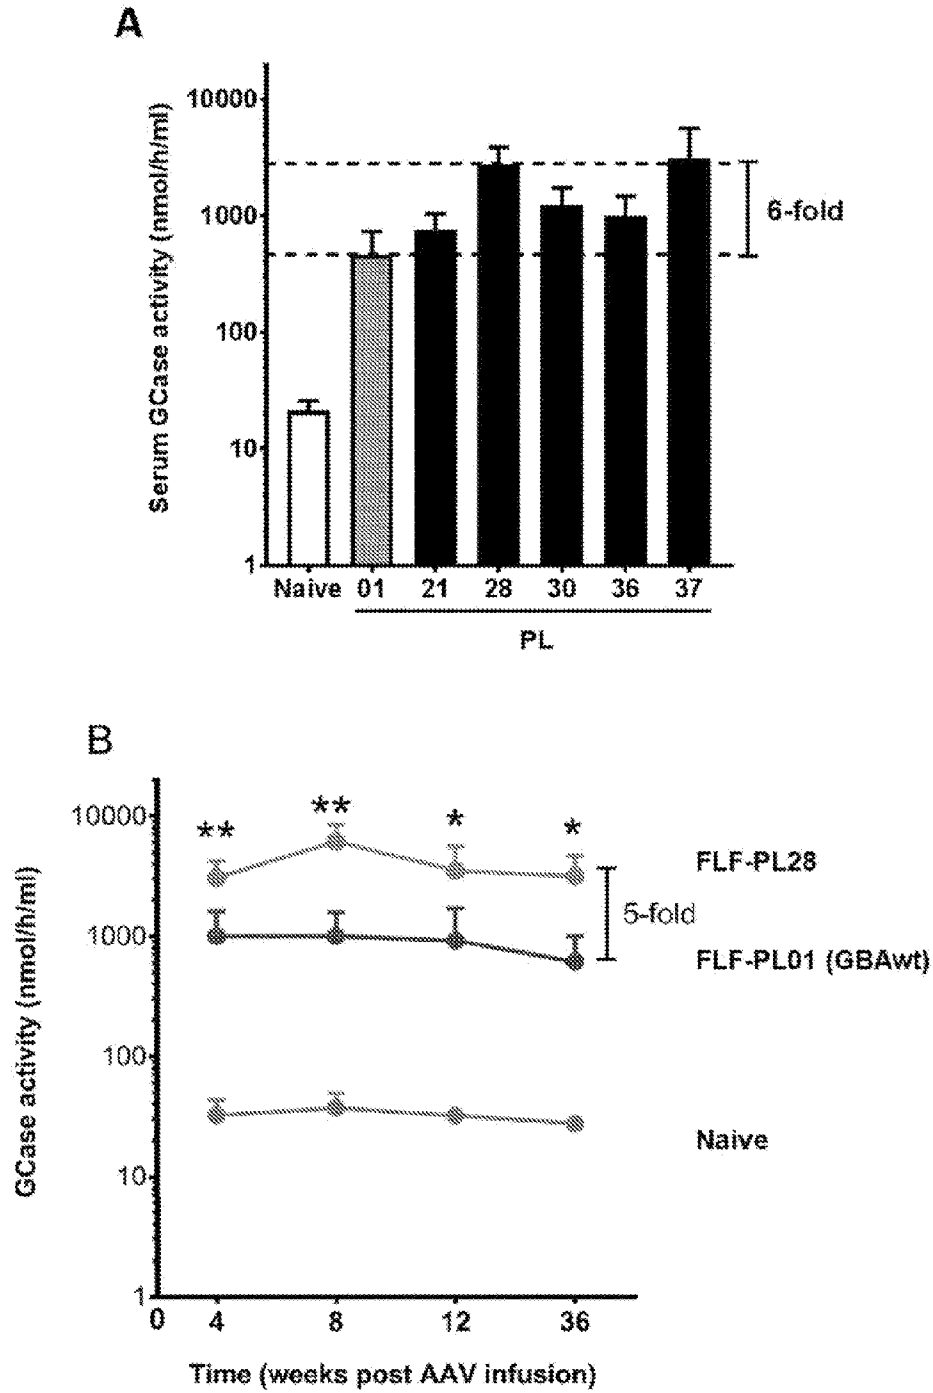 A
Serum GCase activity (nmol/h/ml)
10000
1000
100
10
1
6-fold
Naive 01 21 28 30 36 37
PL
B
GCase activity (nmol/h/ml)
10000
1000
100
10
1
** ** * *
FLF-PL28
5-fold
FLF-PL01 (GBAwt)
Naive
0 4 8 12 36
Time (weeks post AAV infusion)